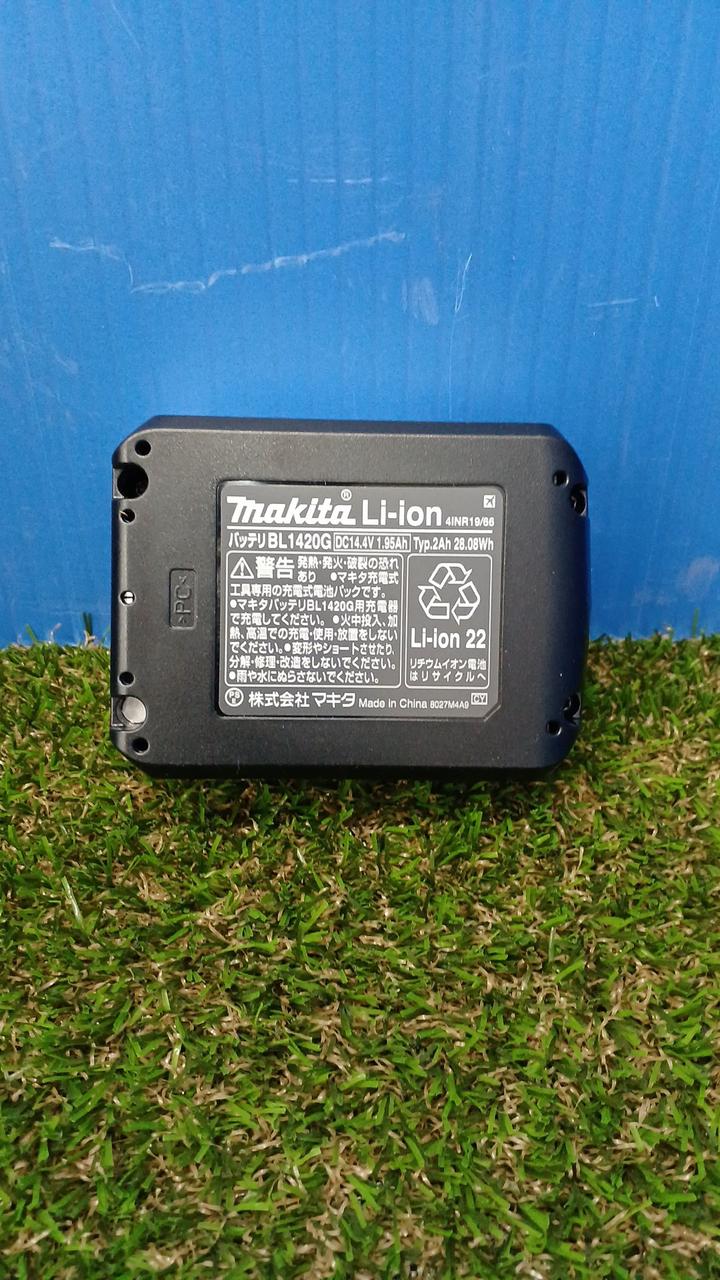 makita® Li-ion 4INR19/66
バッテリBL1420G DC14.4V 1.95Ah Typ.2Ah 28.08Wh
警告 発熱・発火・破裂の恐れ
あり ●マキタ充電式
工具専用の充電式電池パックです。
●マキタバッテリBL1420G用充電器
で充電してください。●火中投入、加
熱、高温での充電・使用・放置をしない
でください。●変形やショートさせたり、
分解・修理・改造をしないでください。
●雨や水にぬらさないでください。
Li-ion 22
リチウムイオン電池
はリサイクルへ
PS E 株式会社マキタ Made in China 8027M4A9 CY
>PC<